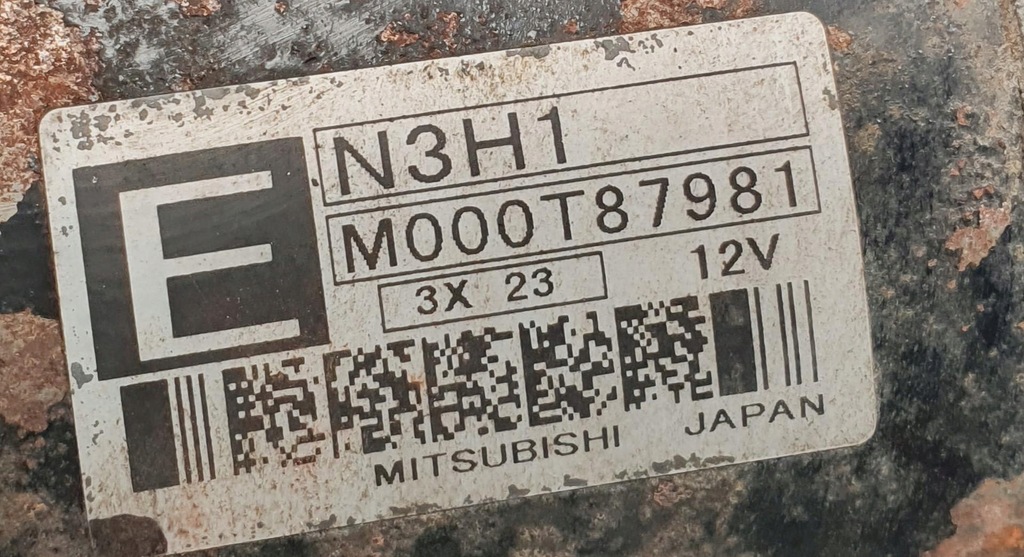 E
N3H1
M000T87981
3X 23
12V
MITSUBISHI JAPAN